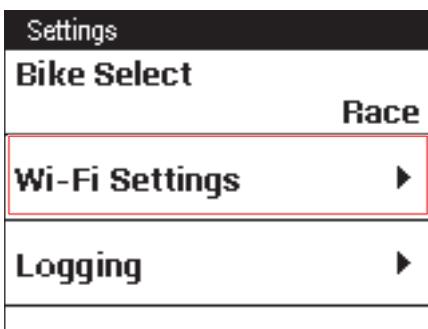 Settings
Bike Select
Race
Wi-Fi Settings
Logging